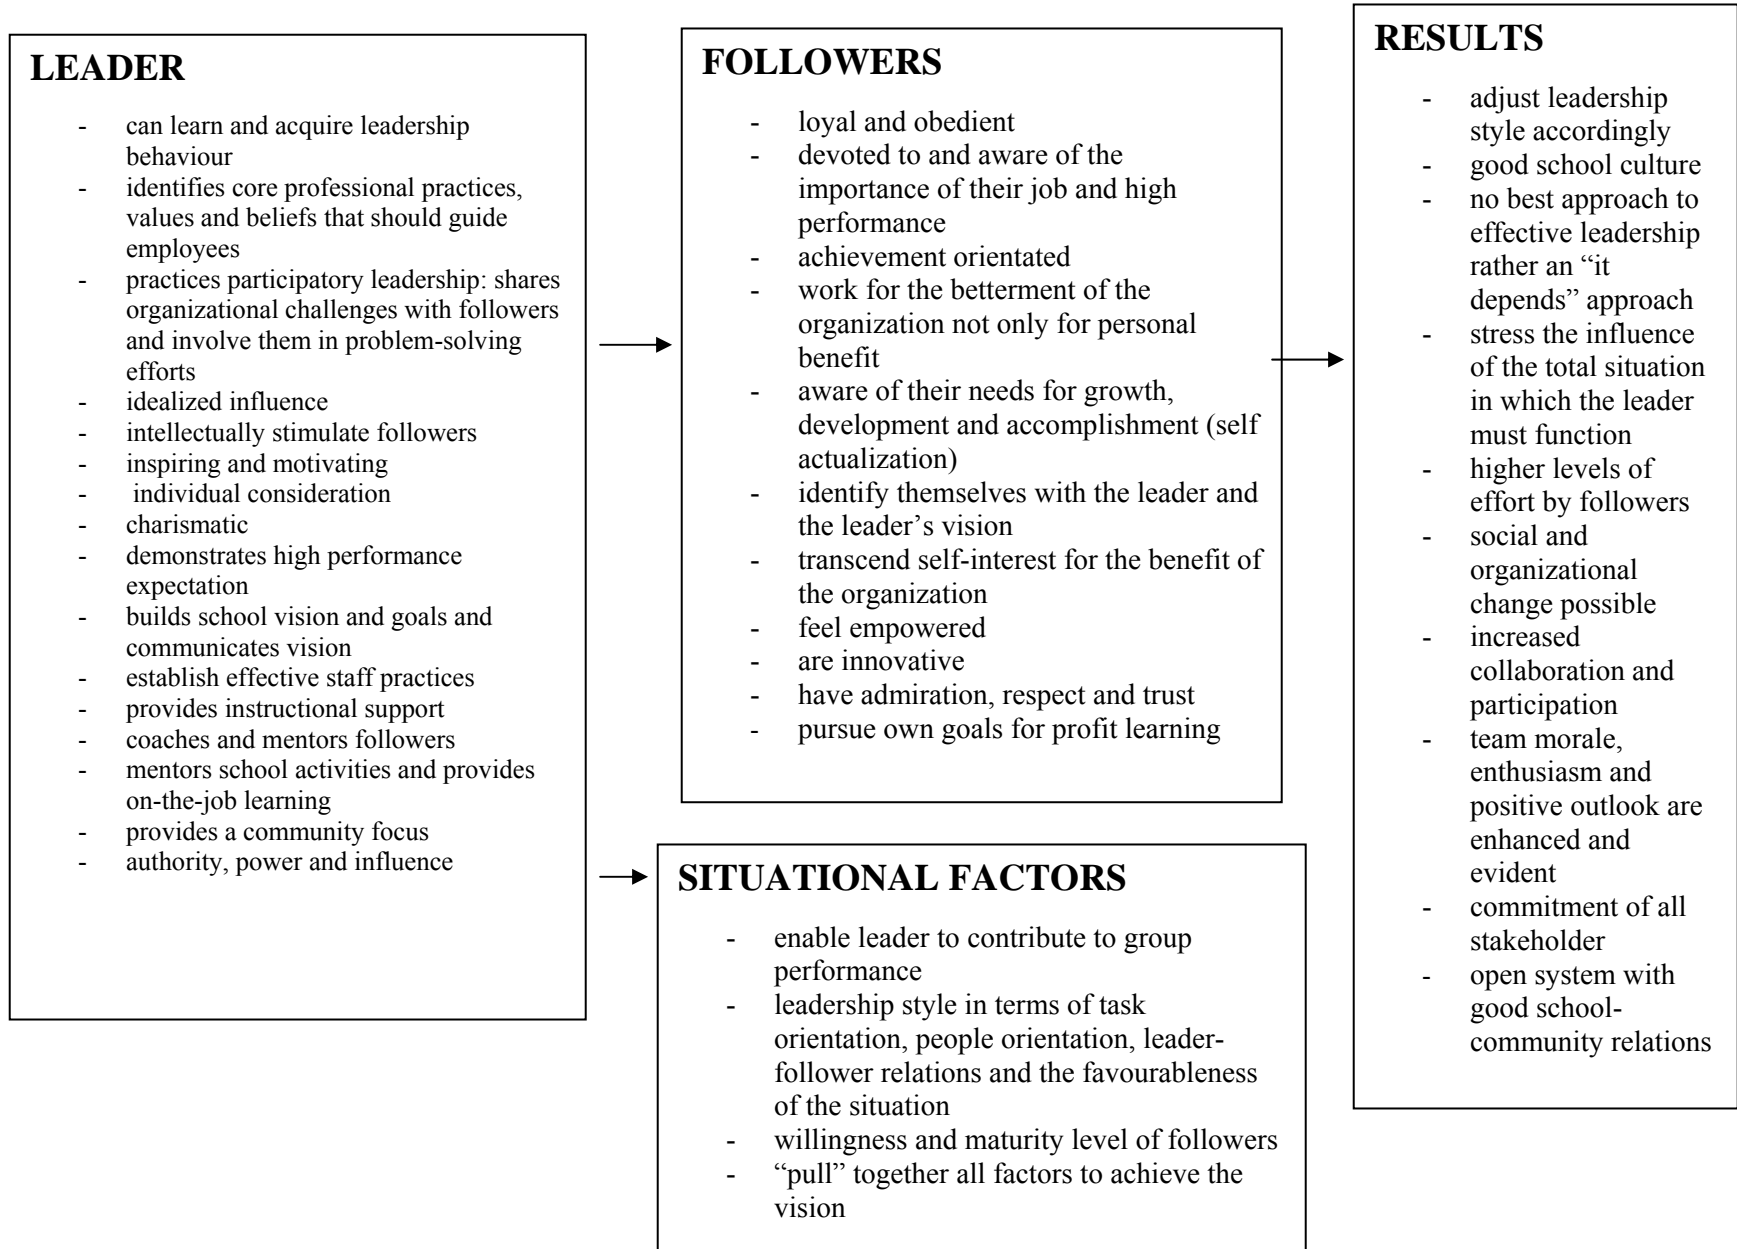 LEADER
- can learn and acquire leadership
behaviour
- identifies core professional practices,
values and beliefs that should guide
employees
- practices participatory leadership: shares
organizational challenges with followers
and involve them in problem-solving
efforts
- idealized influence
- intellectually stimulate followers
- inspiring and motivating
- individual consideration
- charismatic
- demonstrates high performance
expectation
- builds school vision and goals and
communicates vision
- establish effective staff practices
- provides instructional support
- coaches and mentors followers
- mentors school activities and provides
on-the-job learning
- provides a community focus
- authority, power and influence
FOLLOWERS
- loyal and obedient
- devoted to and aware of the
importance of their job and high
performance
- achievement orientated
- work for the betterment of the
organization not only for personal
benefit
- aware of their needs for growth,
development and accomplishment (self
actualization)
- identify themselves with the leader and
the leader’s vision
- transcend self-interest for the benefit of
the organization
- feel empowered
- are innovative
- have admiration, respect and trust
- pursue own goals for profit learning
SITUATIONAL FACTORS
- enable leader to contribute to group
performance
- leadership style in terms of task
orientation, people orientation, leader-
follower relations and the favourableness
of the situation
- willingness and maturity level of followers
- “pull” together all factors to achieve the
vision
RESULTS
- adjust leadership
style accordingly
- good school culture
- no best approach to
effective leadership
rather an “it
depends” approach
- stress the influence
of the total situation
in which the leader
must function
- higher levels of
effort by followers
- social and
organizational
change possible
- increased
collaboration and
participation
- team morale,
enthusiasm and
positive outlook are
enhanced and
evident
- commitment of all
stakeholder
- open system with
good school-
community relations